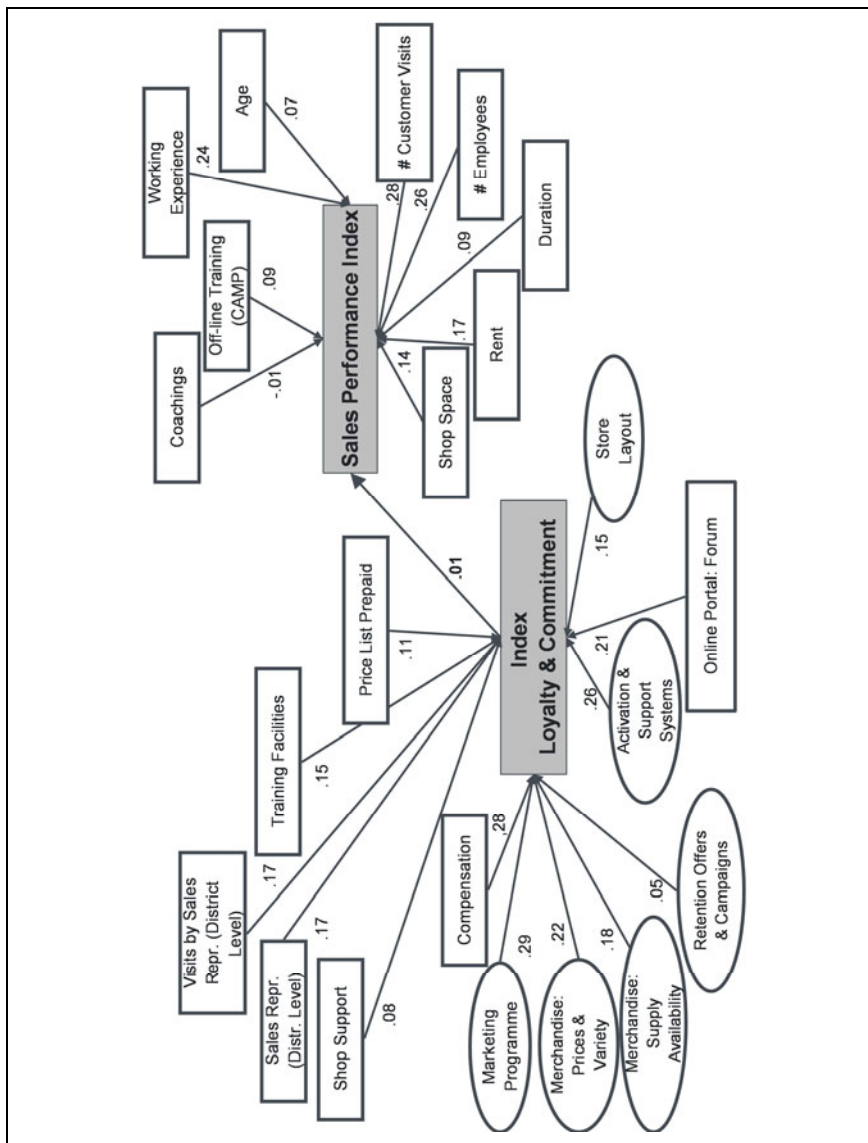 Visits by Sales
Repr. (District
Level)
.17
Training Facilities
.15
Price List Prepaid
.11
Sales Repr.
(Distr. Level)
.17
Shop Support
.08
Compensation
,28
Marketing
Programme
.29
Merchandise:
Prices &
Variety
.22
Merchandise:
Supply
Availability
.18
Retention Offers
& Campaigns
.05
Index
Loyalty & Commitment
.01
Activation &
Support
Systems
.26
Online Portal: Forum
.21
Store
Layout
.15
Coachings
-.01
Off-line Training
(CAMP)
.09
Working
Experience
.24
Age
.07
Sales Performance Index
Shop Space
.14
Rent
.17
Duration
.09
# Employees
.26
# Customer Visits
.28